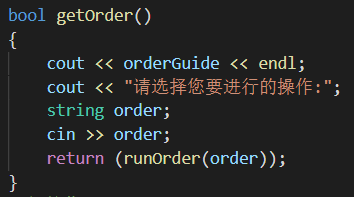 bool getOrder()
{
    cout << orderGuide << endl;
    cout << "请选择您要进行的操作:";
    string order;
    cin >> order;
    return (runOrder(order));
}